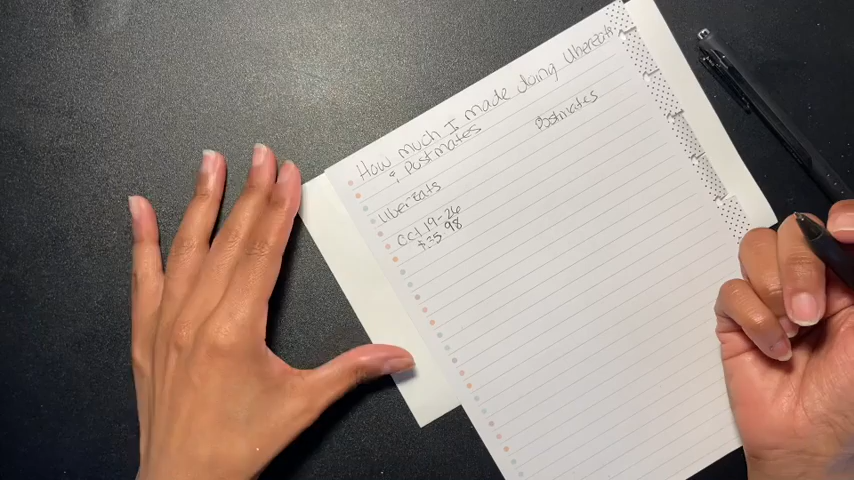 How much I made doing Ubereats
& Postmates
Ubereats
Postmates
Oct 19-26
$35.98